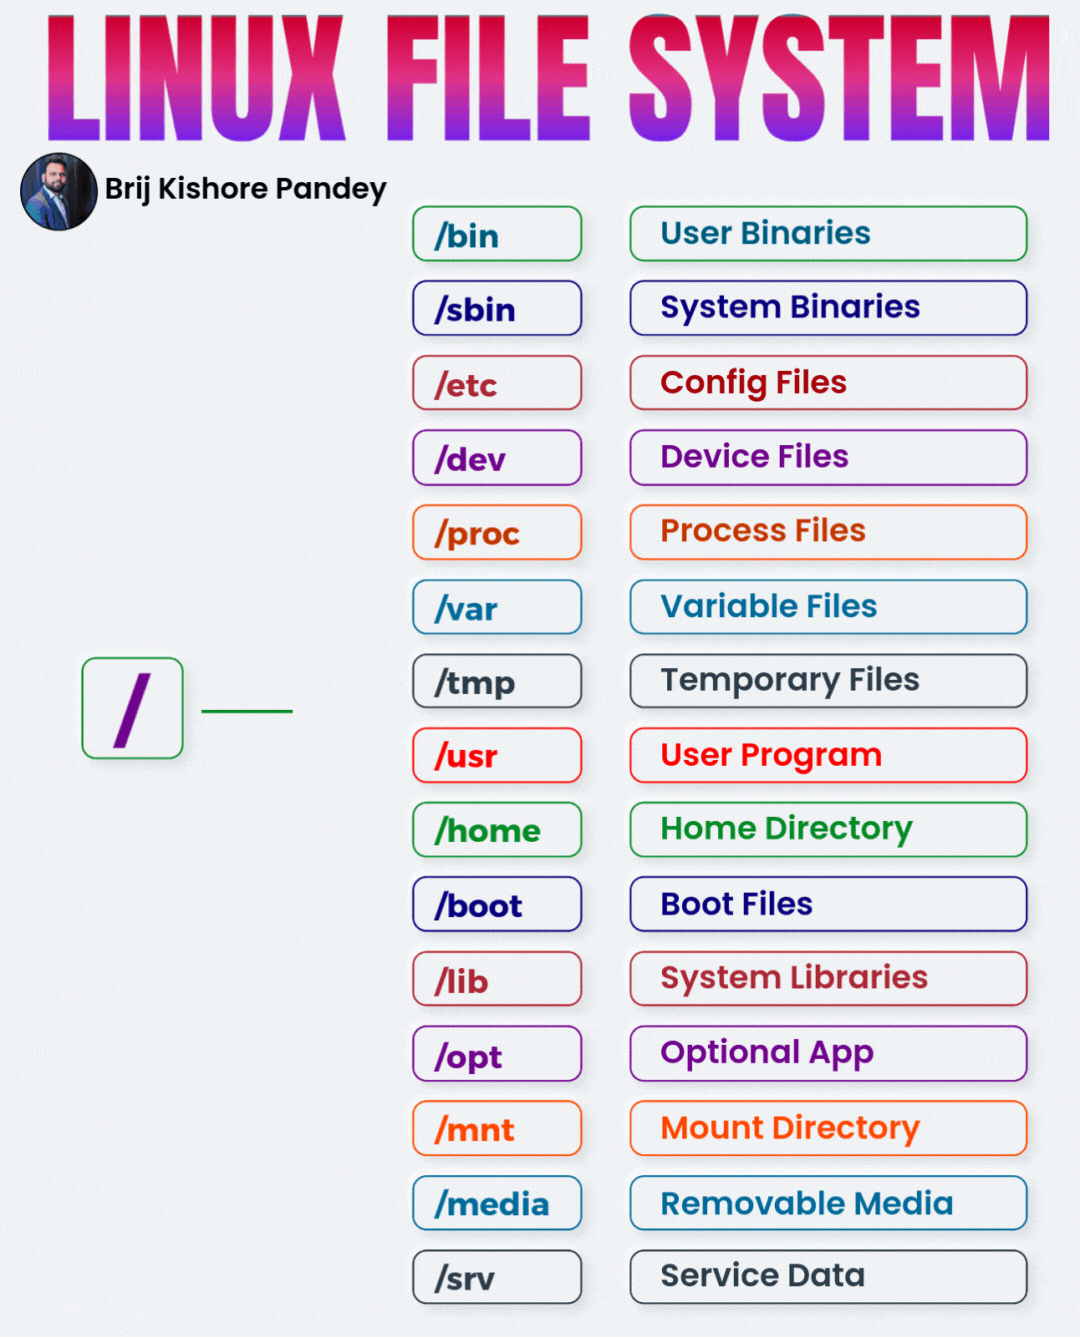 LINUX FILE SYSTEM
Brij Kishore Pandey
/bin User Binaries
/sbin System Binaries
/etc Config Files
/dev Device Files
/proc Process Files
/var Variable Files
/tmp Temporary Files
/
/usr User Program
/home Home Directory
/boot Boot Files
/lib System Libraries
/opt Optional App
/mnt Mount Directory
/media Removable Media
/srv Service Data